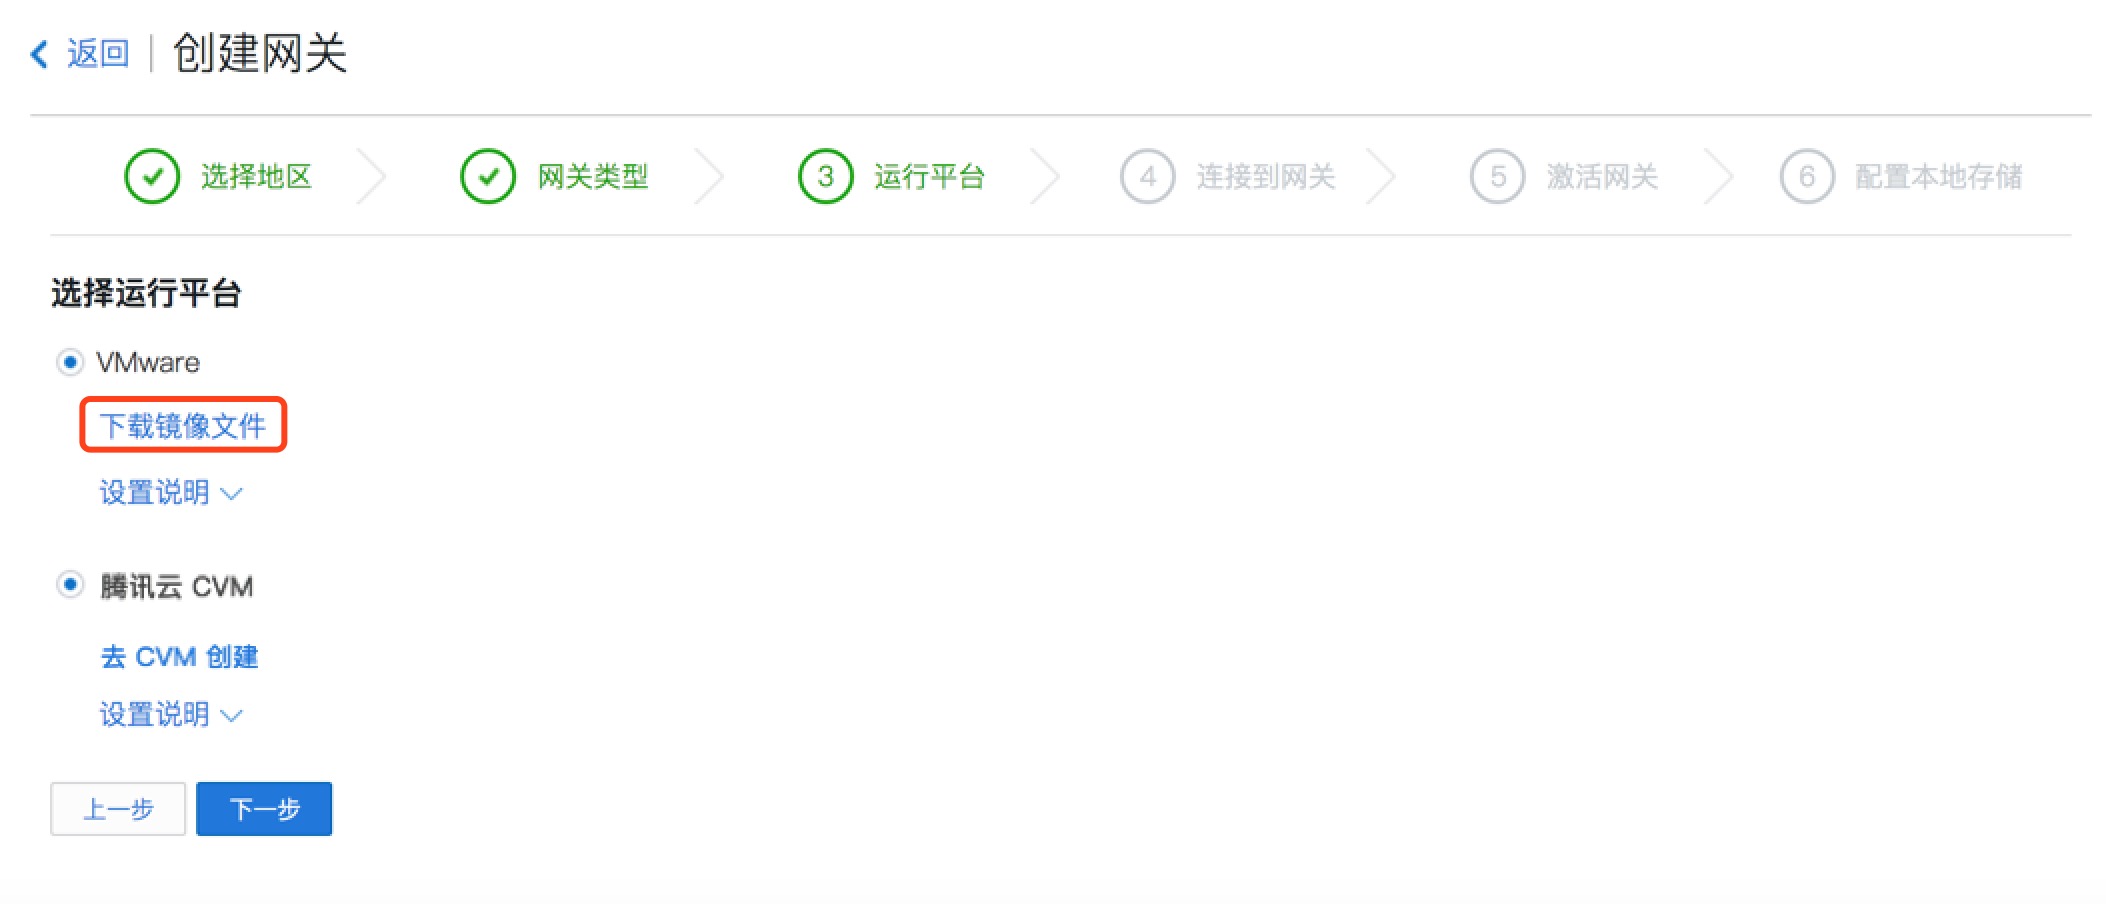 返回 创建网关
选择地区 网关类型 3 运行平台 4 连接到网关 5 激活网关 6 配置本地存储
选择运行平台
VMware
下载镜像文件
设置说明
腾讯云 CVM
去 CVM 创建
设置说明
上一步 下一步